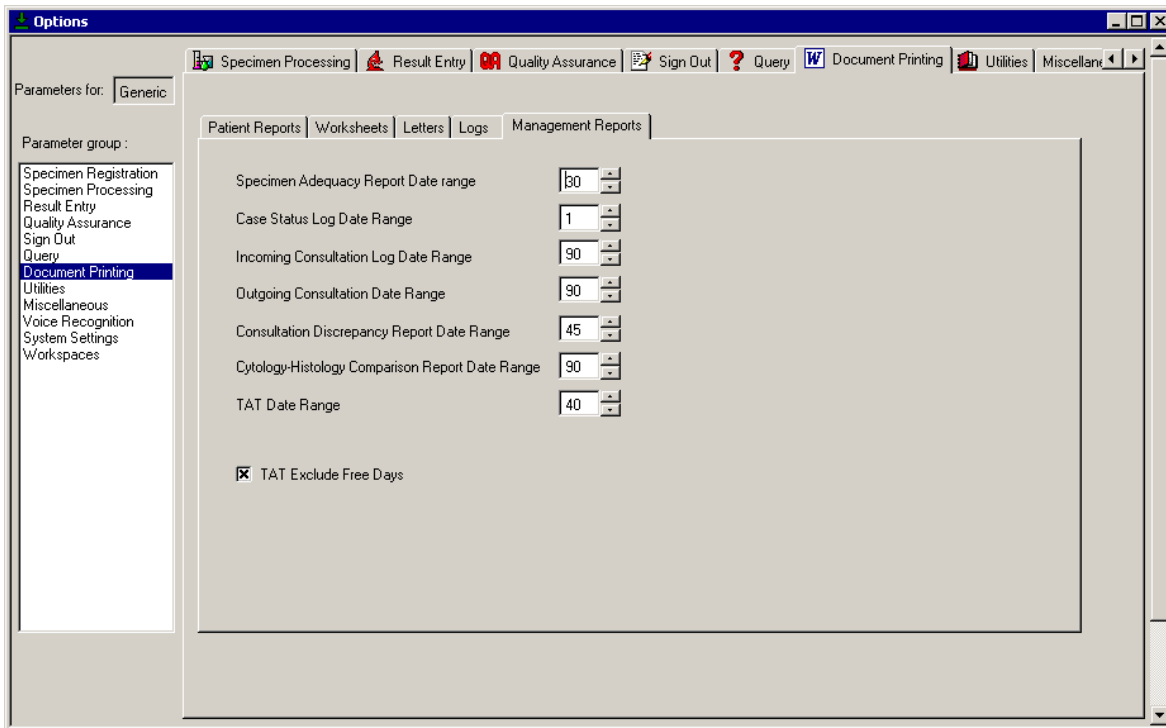 Options
Specimen Processing Result Entry Quality Assurance Sign Out Query Document Printing Utilities Miscellane
Parameters for: Generic
Parameter group :
Specimen Registration
Specimen Processing
Result Entry
Quality Assurance
Sign Out
Query
Document Printing
Utilities
Miscellaneous
Voice Recognition
System Settings
Workspaces
Patient Reports Worksheets Letters Logs Management Reports
Specimen Adequacy Report Date range 30
Case Status Log Date Range 1
Incoming Consultation Log Date Range 90
Outgoing Consultation Date Range 90
Consultation Discrepancy Report Date Range 45
Cytology-Histology Comparison Report Date Range 90
TAT Date Range 40
TAT Exclude Free Days